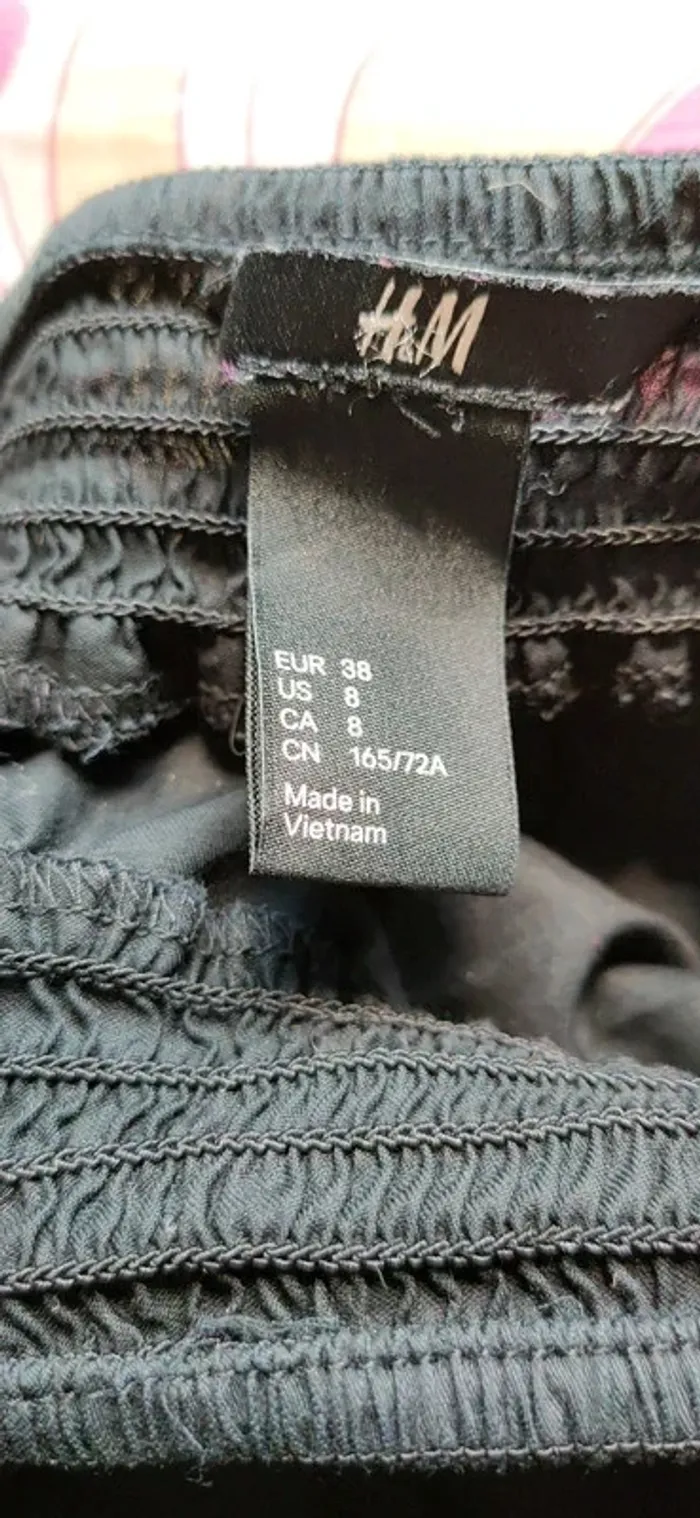 H&M
EUR 38
US 8
CA 8
CN 165/72A
Made in
Vietnam